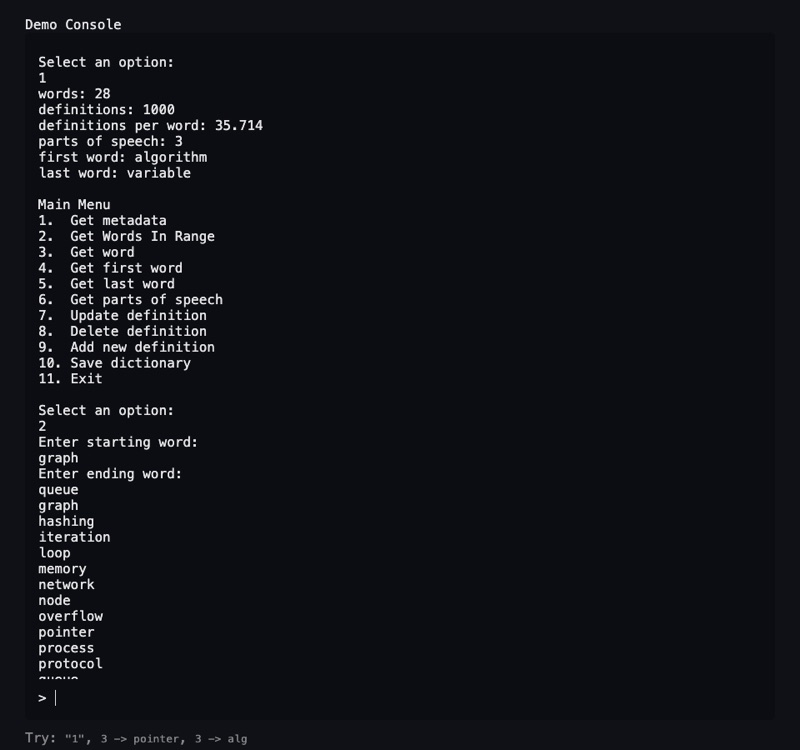 Demo Console
Select an option:
1
words: 28
definitions: 1000
definitions per word: 35.714
parts of speech: 3
first word: algorithm
last word: variable
Main Menu
1.  Get metadata
2.  Get Words In Range
3.  Get word
4.  Get first word
5.  Get last word
6.  Get parts of speech
7.  Update definition
8.  Delete definition
9.  Add new definition
10. Save dictionary
11. Exit
Select an option:
2
Enter starting word:
graph
Enter ending word:
queue
graph
hashing
iteration
loop
memory
network
node
overflow
pointer
process
protocol
>
Try: "1", 3 -> pointer, 3 -> alg